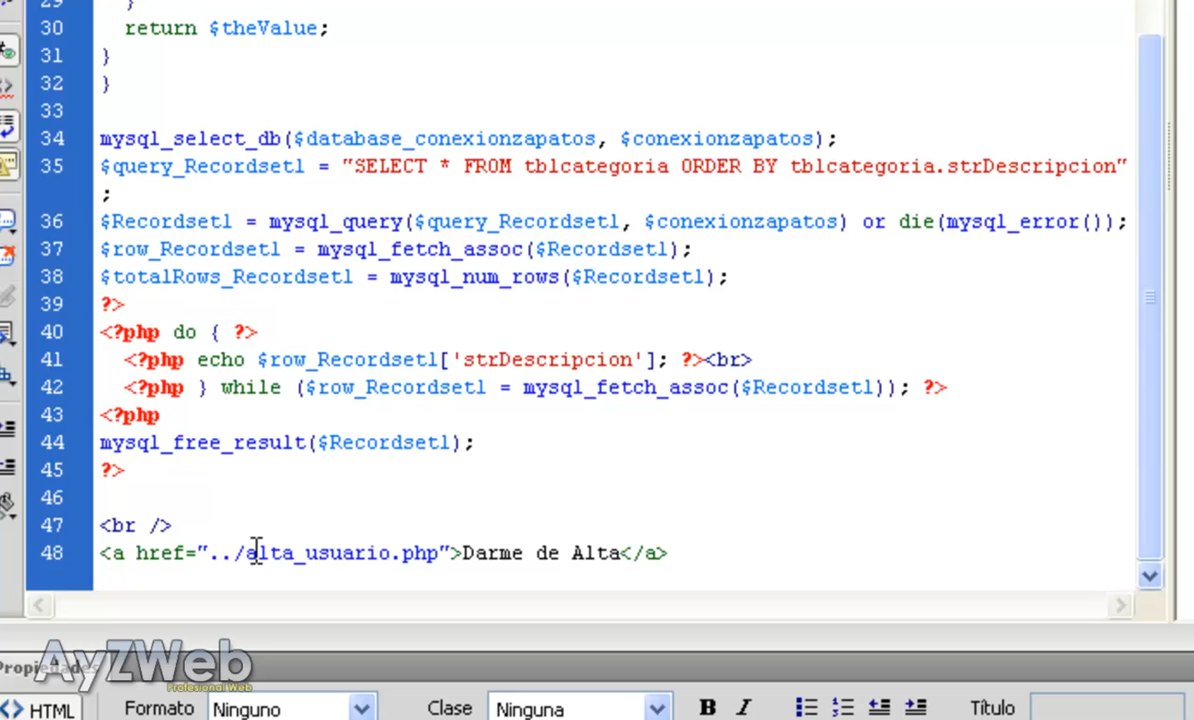 29 }
30 return $theValue;
31 }
32 }
33
34 mysql_select_db($database_conexionzapatos, $conexionzapatos);
35 $query_Recordset1 = "SELECT * FROM tblcategoria ORDER BY tblcategoria.strDescripcion"
;
36 $Recordset1 = mysql_query($query_Recordset1, $conexionzapatos) or die(mysql_error());
37 $row_Recordset1 = mysql_fetch_assoc($Recordset1);
38 $totalRows_Recordset1 = mysql_num_rows($Recordset1);
39 ?>
40 <?php do { ?>
41 <?php echo $row_Recordset1['strDescripcion']; ?><br>
42 <?php } while ($row_Recordset1 = mysql_fetch_assoc($Recordset1)); ?>
43 <?php
44 mysql_free_result($Recordset1);
45 ?>
46
47 <br />
48 <a href="../alta_usuario.php">Darme de Alta</a>
AyZWeb
Profesional Web
Propiedades
<> HTML Formato Ninguno Clase Ninguna B I Título